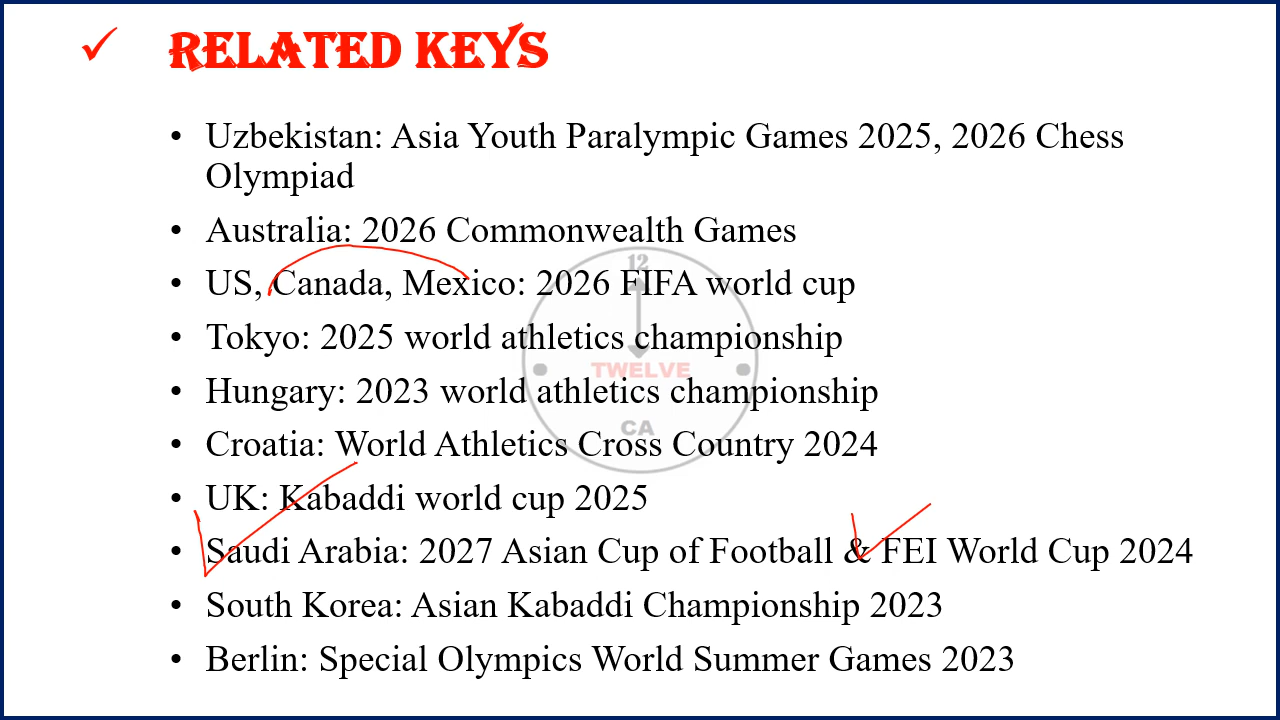 ✓ RELATED KEYS
• Uzbekistan: Asia Youth Paralympic Games 2025, 2026 Chess
Olympiad
• Australia: 2026 Commonwealth Games
• US, Canada, Mexico: 2026 FIFA world cup
• Tokyo: 2025 world athletics championship
• Hungary: 2023 world athletics championship
• Croatia: World Athletics Cross Country 2024
• UK: Kabaddi world cup 2025
• Saudi Arabia: 2027 Asian Cup of Football & FEI World Cup 2024
• South Korea: Asian Kabaddi Championship 2023
• Berlin: Special Olympics World Summer Games 2023
12
TWELVE
CA